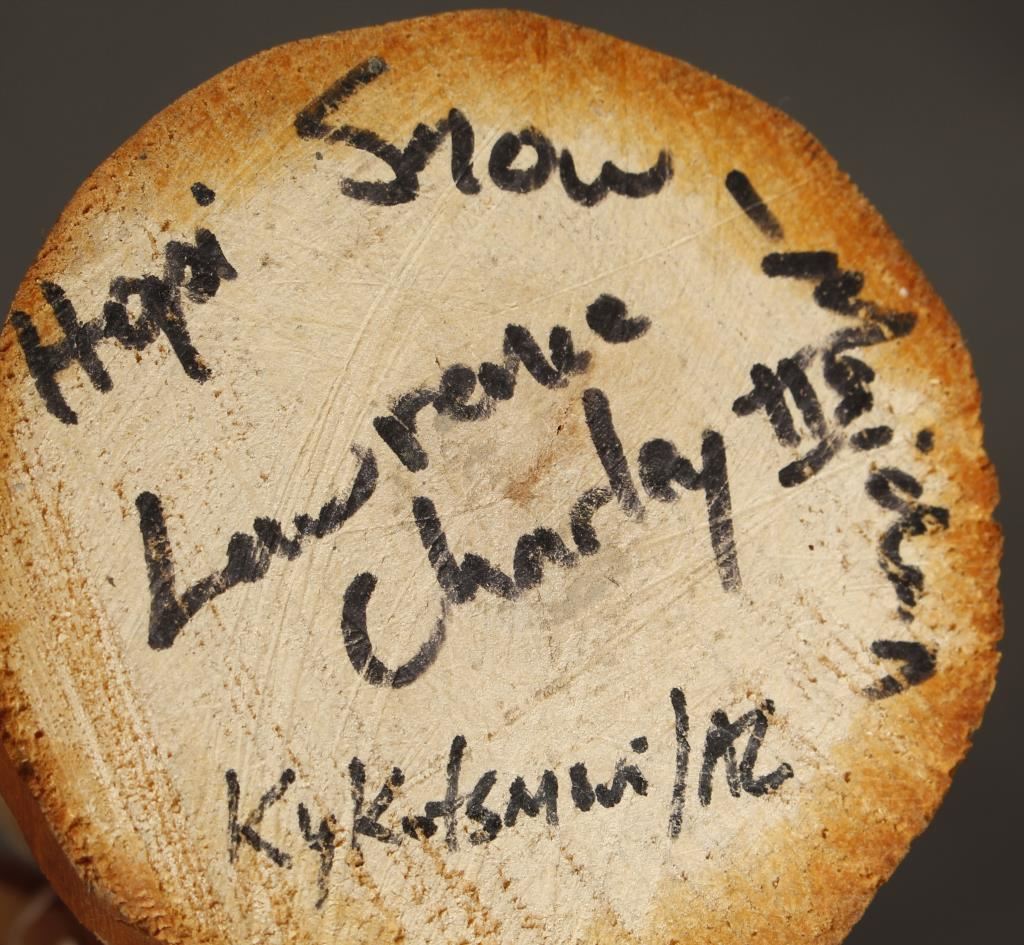 Hopi Snow - Maiden
Lawrence
Charley
Kykotsmovi/AZ